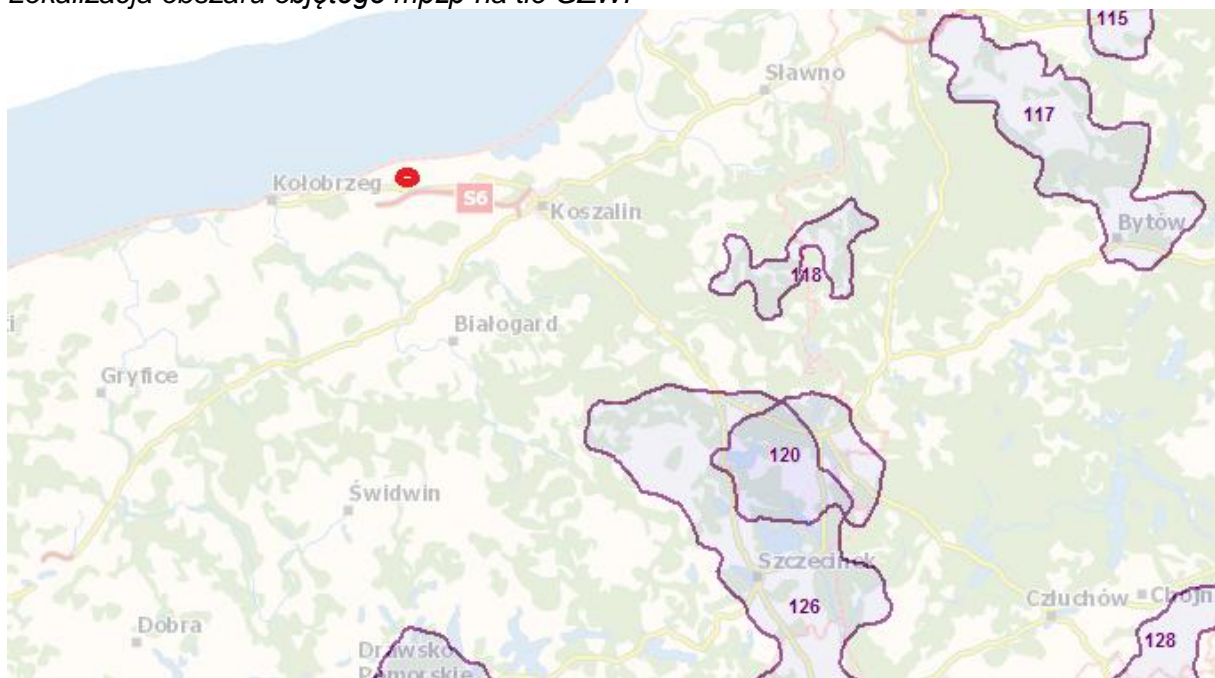 Lokalizacja obszaru objętego mpzp na tle GZWP
115
Sławno
117
Kołobrzeg
S6
Koszalin
Bytów
118
Białogard
Gryfice
120
Świdwin
Szczecinek
126
Człuchów
Chojn
Dobra
128
Drawsko
Pomorskie